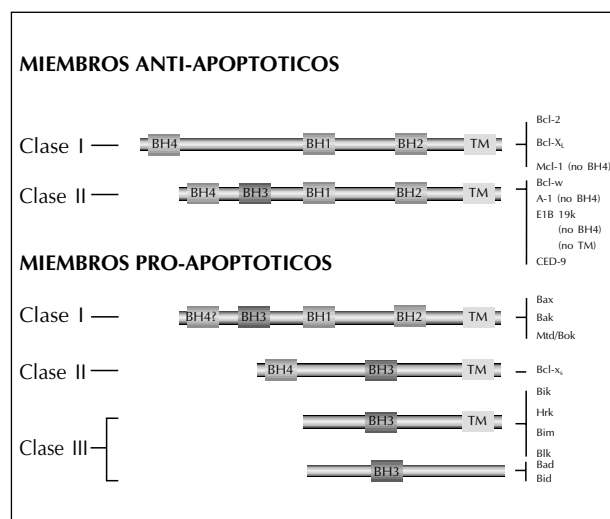 MIEMBROS ANTI-APOPTOTICOS
Clase I
BH4 BH1 BH2 TM
Bcl-2
Bcl-XL
Mcl-1 (no BH4)
Clase II
BH4 BH3 BH1 BH2 TM
Bcl-w
A-1 (no BH4)
E1B 19k
(no BH4)
(no TM)
CED-9
MIEMBROS PRO-APOPTOTICOS
Clase I
BH4? BH3 BH1 BH2 TM
Bax
Bak
Mtd/Bok
Clase II
BH4 BH3 TM
Bcl-xs
Clase III
BH3 TM
Bik
Hrk
Bim
Blk
BH3
Bad
Bid